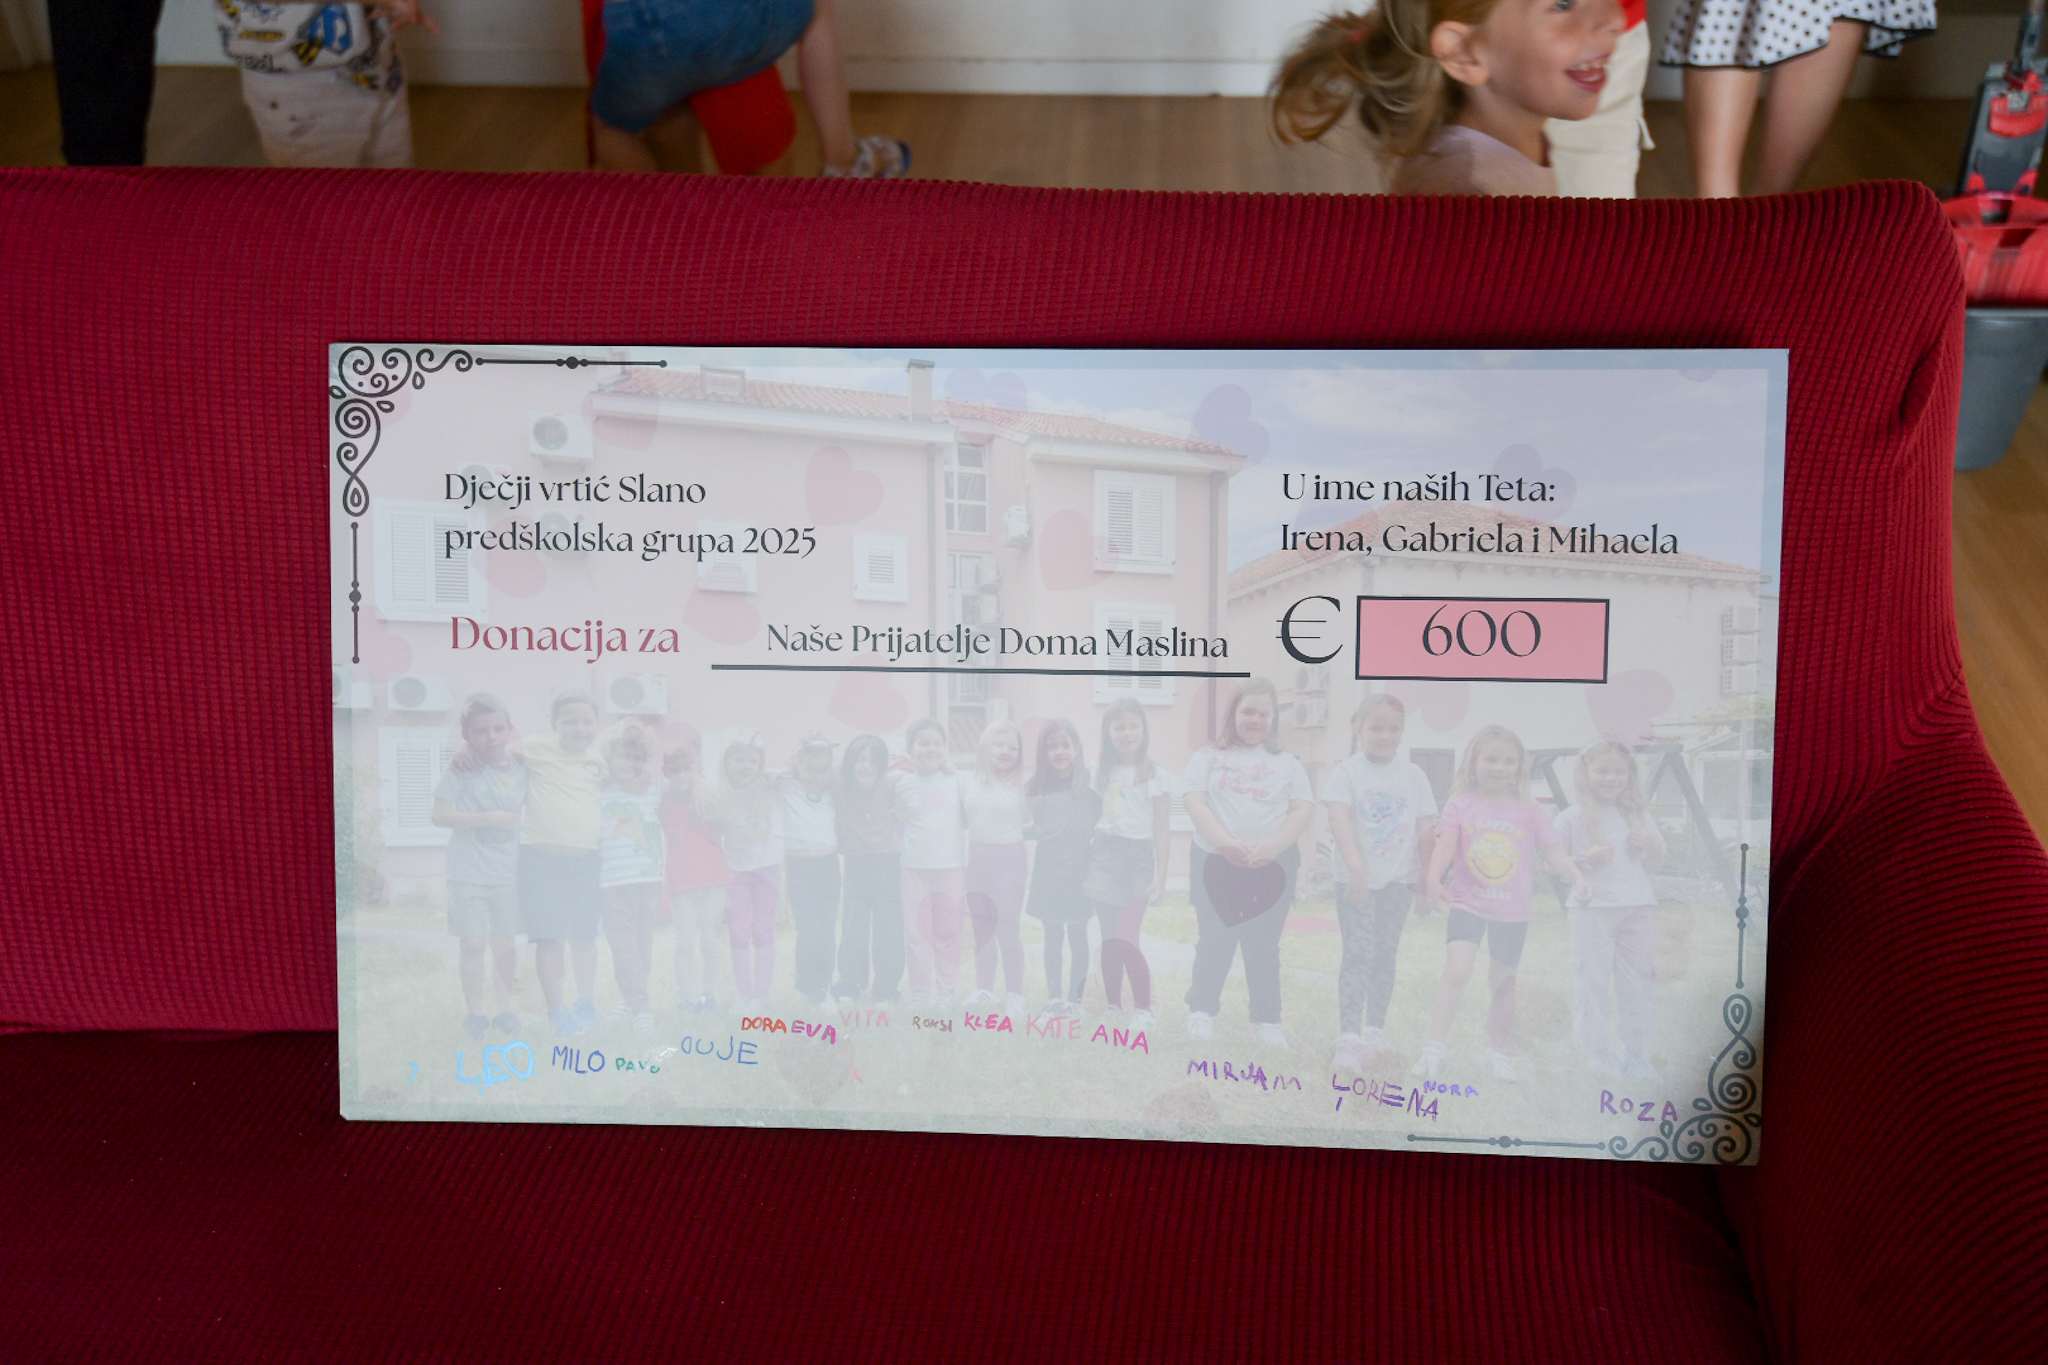 Dječji vrtić Slano
predškolska grupa 2025
U ime naših Teta:
Irena, Gabriela i Mihaela
Donacija za Naše Prijatelje Doma Maslina € 600
DORA EVA VITA ROKSI KLEA KATE ANA
LEO MILO PAVO DUJE
MIRJAM LORENA NORA ROZA